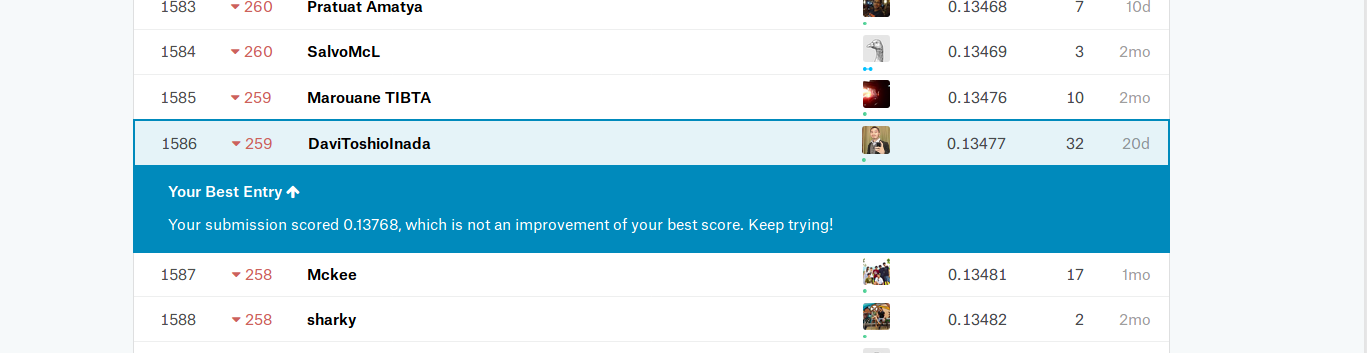 1583 260 Pratuat Amatya 0.13468 7 10d
1584 260 SalvoMcL 0.13469 3 2mo
1585 259 Marouane TIBTA 0.13476 10 2mo
1586 259 DaviToshioInada 0.13477 32 20d
Your Best Entry
Your submission scored 0.13768, which is not an improvement of your best score. Keep trying!
1587 258 Mckee 0.13481 17 1mo
1588 258 sharky 0.13482 2 2mo